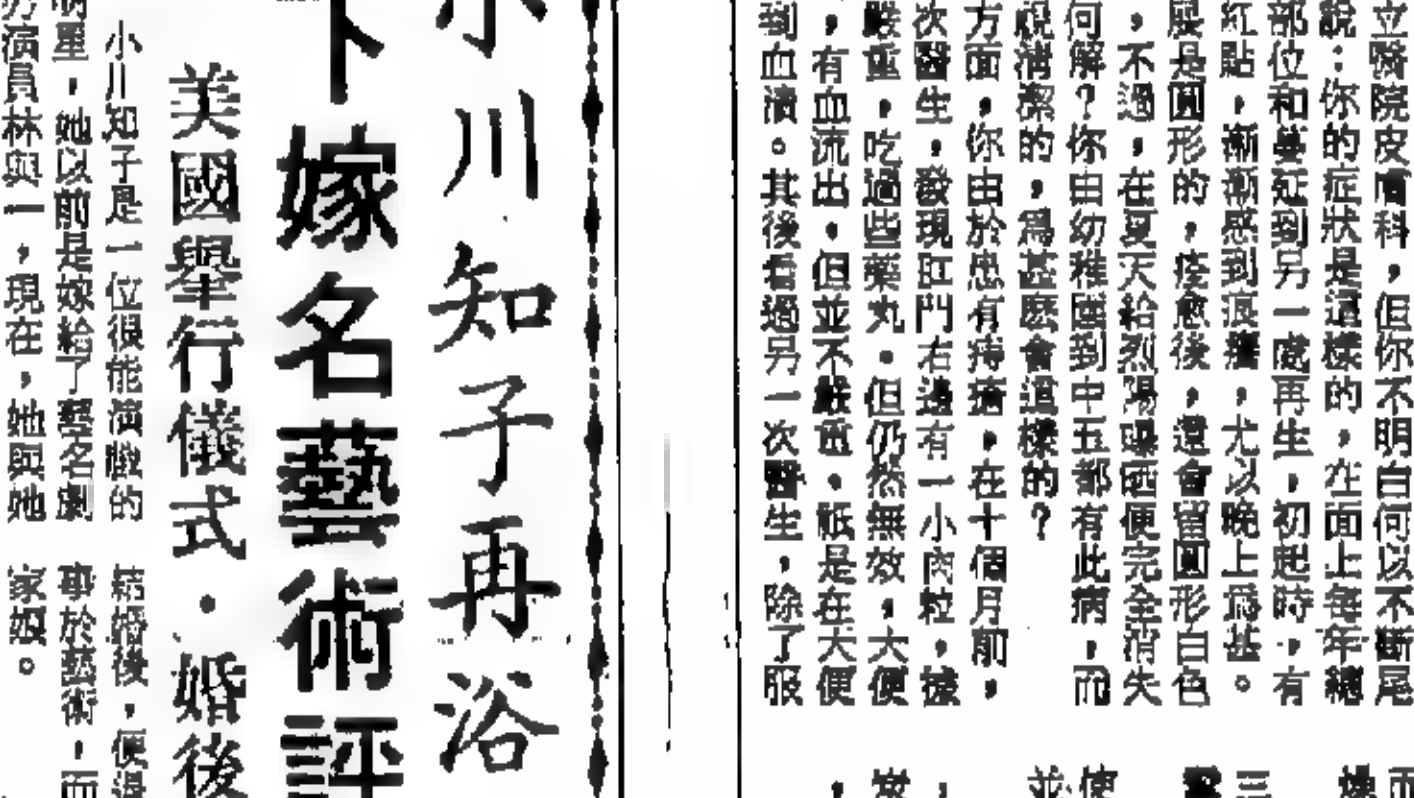 立醫院皮膚科，但你不明白何以不斷尾
說：你的症狀是這樣的，在面上每年總
部位和蔓延到另一處再生，初起時，有
紅點，漸漸感到痕癢，尤以晚上爲甚。
屢是圓形的，痊愈後，還會留圓形白色
，不過，在夏天給烈陽曝晒便完全消失
何解？你由幼稚園到中五都有此病，而
說清潔的，爲甚麽會這樣的？
方面，你由於患有痔瘡，在十個月前，
次醫生，發現肛門右邊有一小肉粒，據
嚴重，吃過些藥丸。但仍然無效，大便
，有血流出，但並不嚴重。祗是在大便
到血漬。其後看過另一次醫生，除了服
小川知子再浴
下嫁名藝術評
美國舉行儀式·婚後
小川知子是一位很能演戲的
明星，她以前是嫁給了藝名劇
演員林與一，現在，她與她
結婚後，便
事於藝術，而
家姬。